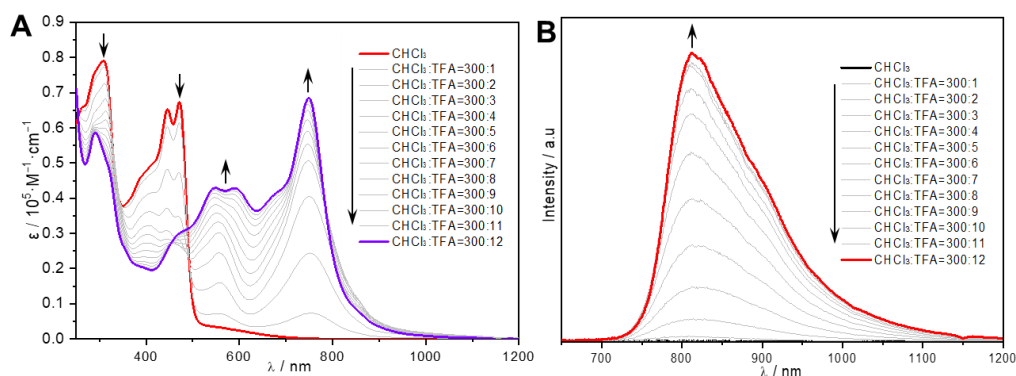 A
ε / 10⁵·M⁻¹·cm⁻¹
0.9
0.8
0.7
0.6
0.5
0.4
0.3
0.2
0.1
0.0
400 600 800 1000 1200
λ / nm
CHCl₃
CHCl₃:TFA=300:1
CHCl₃:TFA=300:2
CHCl₃:TFA=300:3
CHCl₃:TFA=300:4
CHCl₃:TFA=300:5
CHCl₃:TFA=300:6
CHCl₃:TFA=300:7
CHCl₃:TFA=300:8
CHCl₃:TFA=300:9
CHCl₃:TFA=300:10
CHCl₃:TFA=300:11
CHCl₃:TFA=300:12
B
Intensity / a.u
700 800 900 1000 1100 1200
λ / nm
CHCl₃
CHCl₃:TFA=300:1
CHCl₃:TFA=300:2
CHCl₃:TFA=300:3
CHCl₃:TFA=300:4
CHCl₃:TFA=300:5
CHCl₃:TFA=300:6
CHCl₃:TFA=300:7
CHCl₃:TFA=300:8
CHCl₃:TFA=300:9
CHCl₃:TFA=300:10
CHCl₃:TFA=300:11
CHCl₃:TFA=300:12